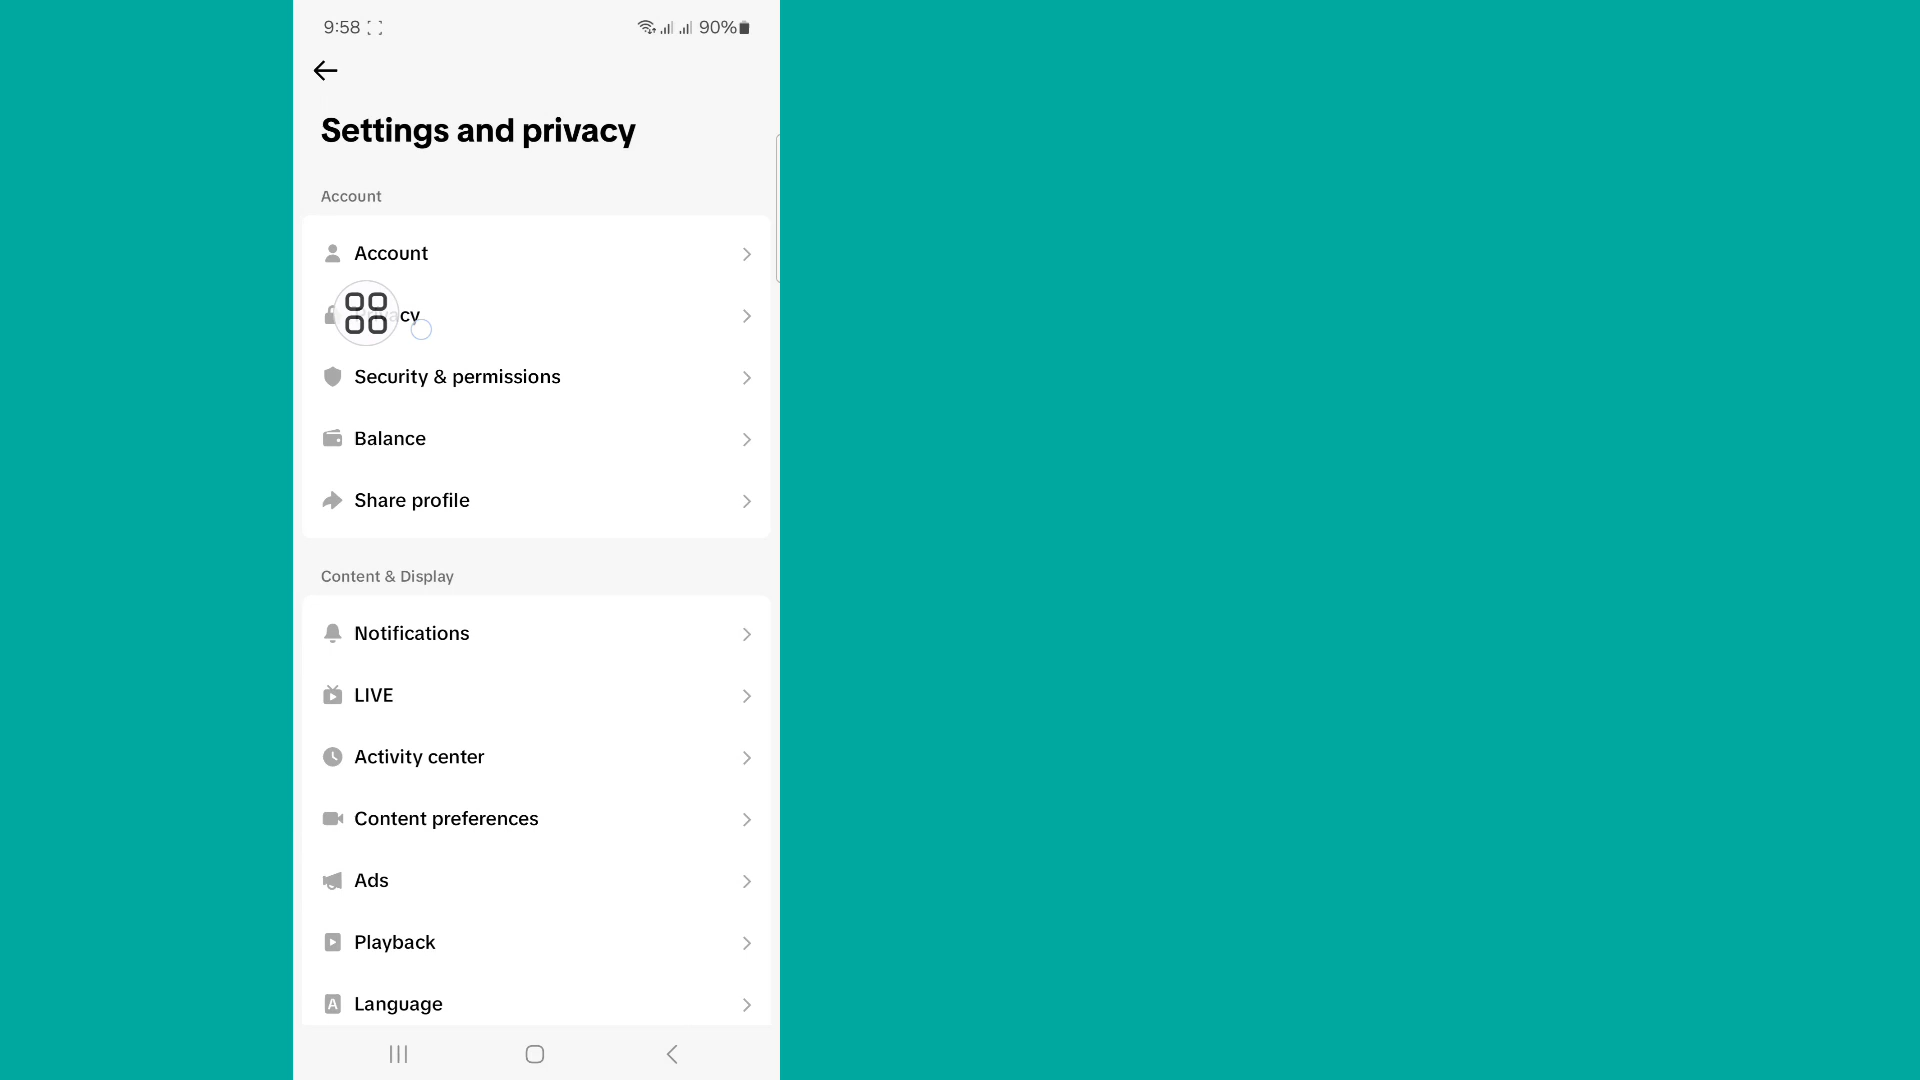 9:58 90%
Settings and privacy
Account
Account
cy
Security & permissions
Balance
Share profile
Content & Display
Notifications
LIVE
Activity center
Content preferences
Ads
Playback
Language